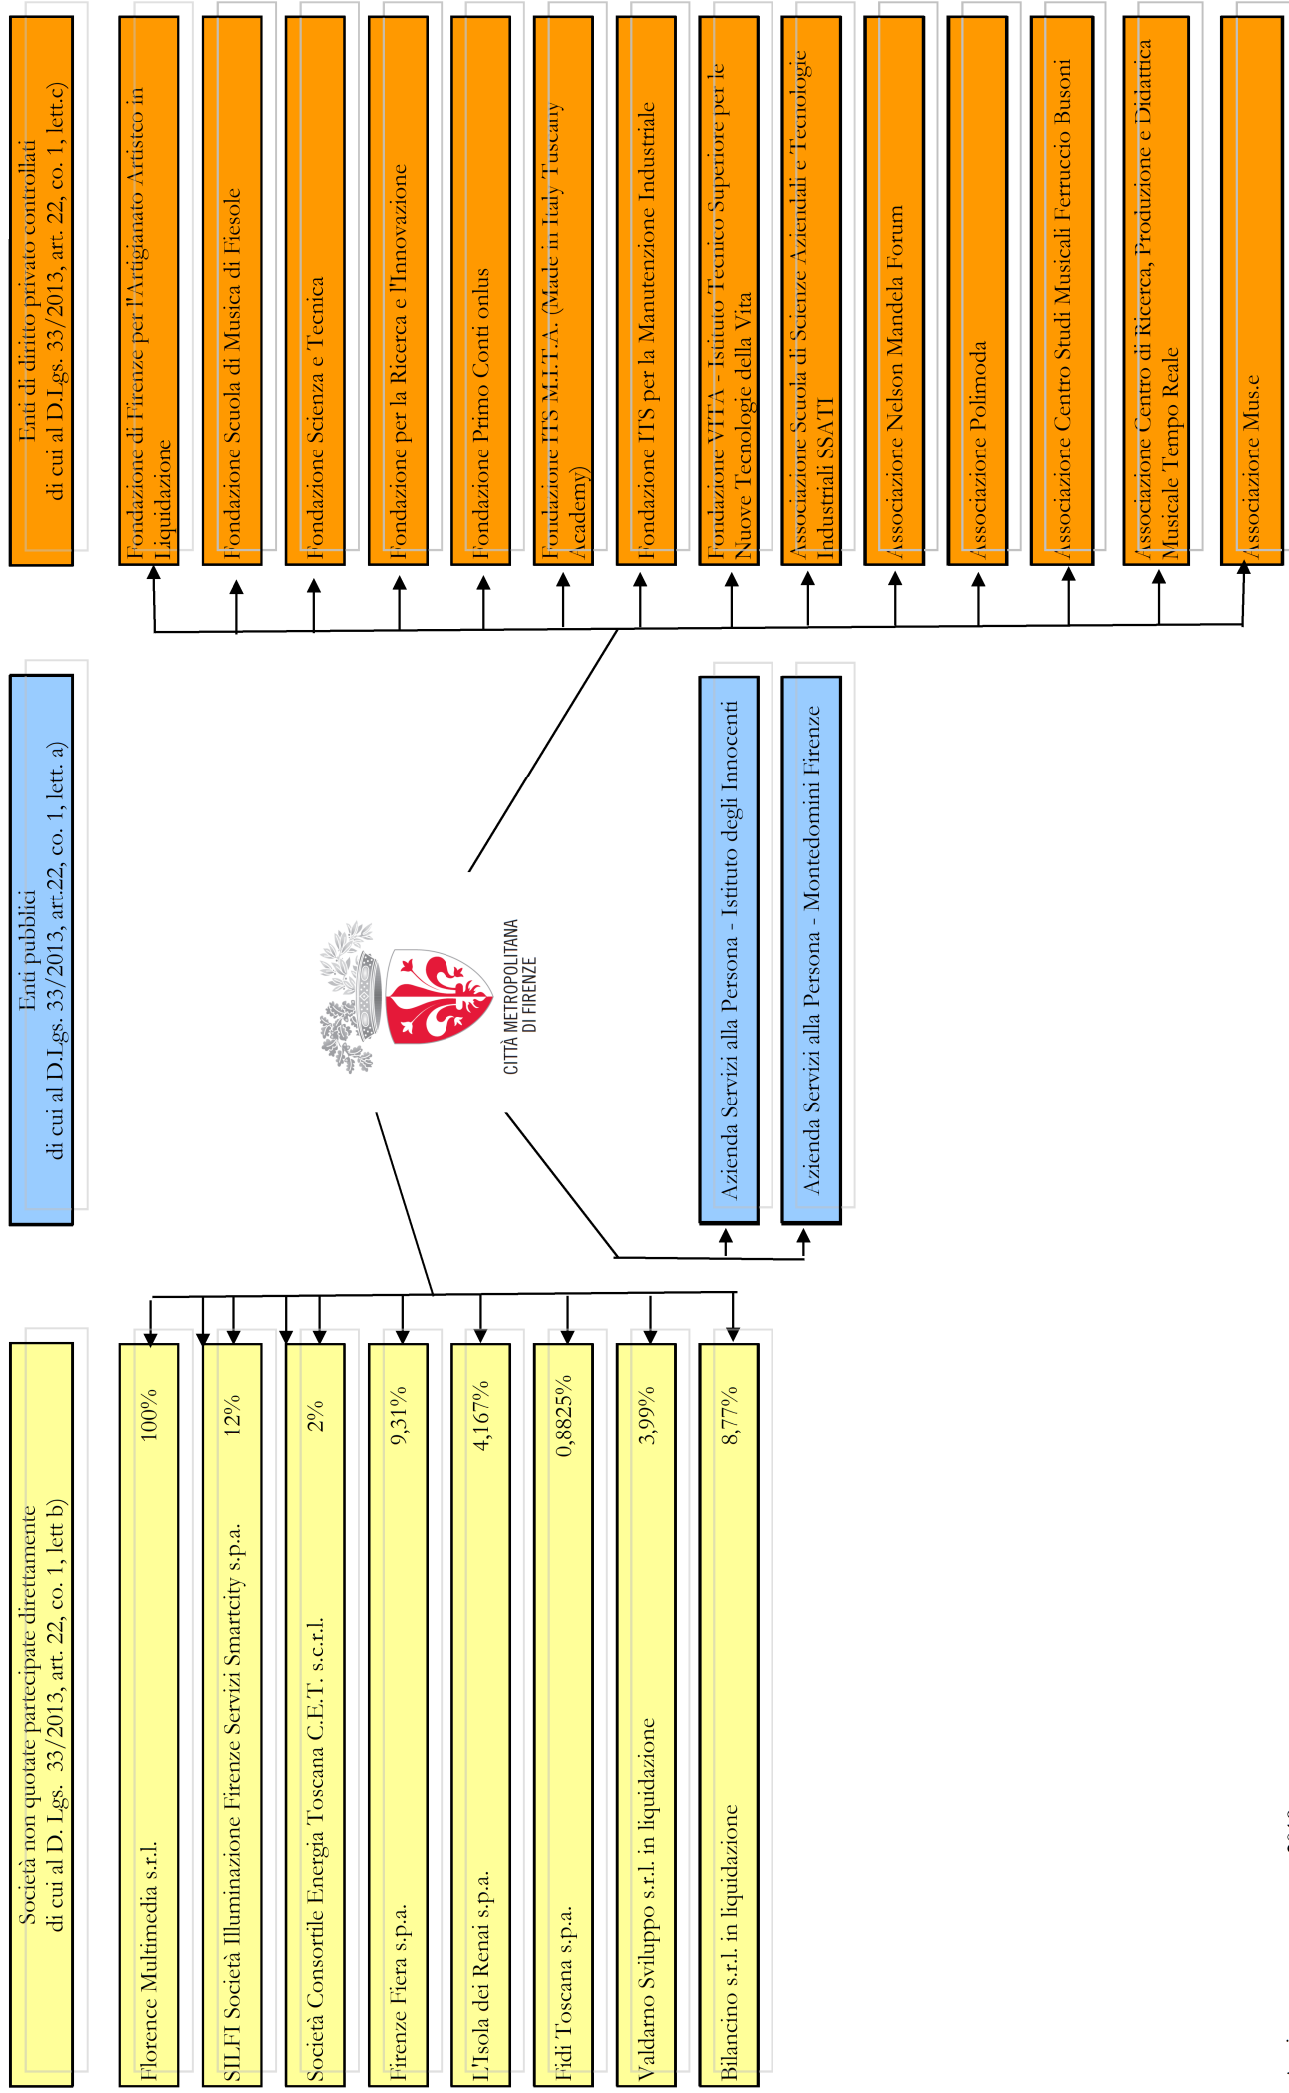 Società non quotate partecipate direttamente
di cui al D. Lgs. 33/2013, art. 22, co. 1, lett b)
Florence Multimedia s.r.l. 100%
SILFI Società Illuminazione Firenze Servizi Smartcity s.p.a. 12%
Società Consortile Energia Toscana C.E.T. s.c.r.l. 2%
Firenze Fiera s.p.a. 9,31%
L'Isola dei Renai s.p.a. 4,167%
Fidi Toscana s.p.a. 0,8825%
Valdarno Sviluppo s.r.l. in liquidazione 3,99%
Bilancino s.r.l. in liquidazione 8,77%
Enti pubblici
di cui al D.Lgs. 33/2013, art.22, co. 1, lett. a)
CITTÀ METROPOLITANA
DI FIRENZE
Azienda Servizi alla Persona - Istituto degli Innocenti
Azienda Servizi alla Persona - Montedomini Firenze
Enti di diritto privato controllati
di cui al D.Lgs. 33/2013, art. 22, co. 1, lett.c)
Fondazione di Firenze per l'Artigianato Artistco in
Liquidazione
Fondazione Scuola di Musica di Fiesole
Fondazione Scienza e Tecnica
Fondazione per la Ricerca e l'Innovazione
Fondazione Primo Conti onlus
Fondazione ITS M.I.T.A. (Made in Italy Tuscany
Academy)
Fondazione ITS per la Manutenzione Industriale
Fondazione VITA - Istituto Tecnico Superiore per le
Nuove Tecnologie della Vita
Associazione Scuola di Scienze Aziendali e Tecnologie
Industriali SSATI
Associazione Nelson Mandela Forum
Associazione Polimoda
Associazione Centro Studi Musicali Ferruccio Busoni
Associazione Centro di Ricerca, Produzione e Didattica
Musicale Tempo Reale
Associazione Mus.e